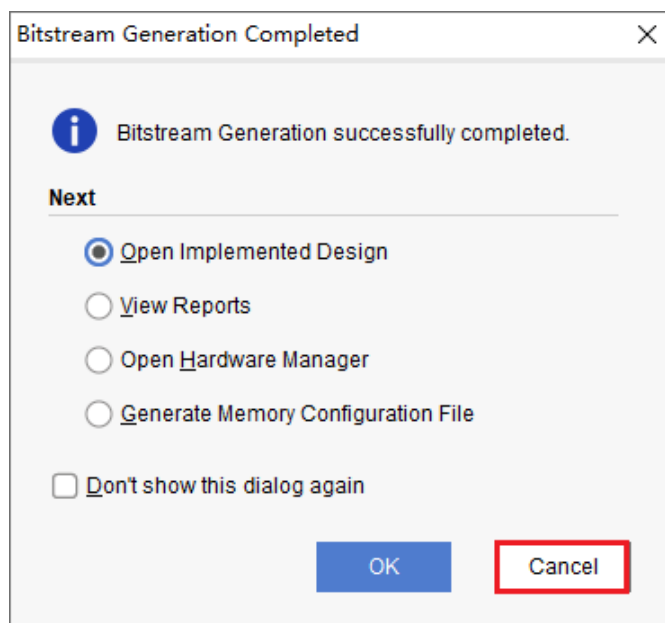 Bitstream Generation Completed
Bitstream Generation successfully completed.
Next
Open Implemented Design
View Reports
Open Hardware Manager
Generate Memory Configuration File
Don't show this dialog again
OK
Cancel